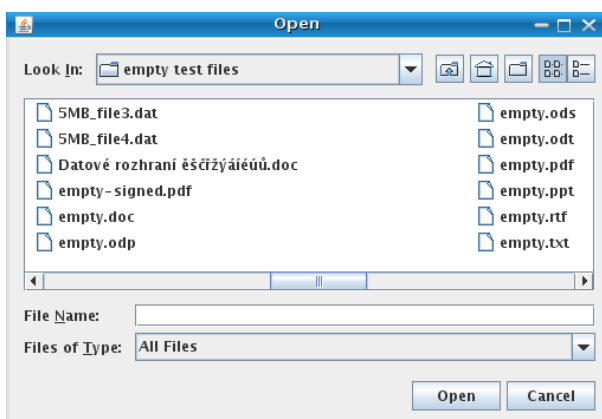 Open
Look In: empty test files
5MB_file3.dat
5MB_file4.dat
Datové rozhraní ěščřžýáíéúů.doc
empty-signed.pdf
empty.doc
empty.odp
empty.ods
empty.odt
empty.pdf
empty.ppt
empty.rtf
empty.txt
File Name:
Files of Type: All Files
Open Cancel